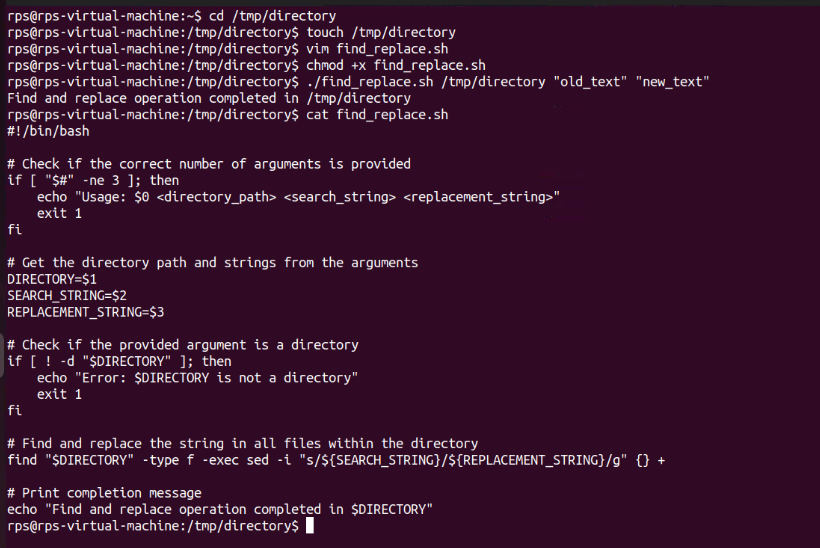 rps@rps-virtual-machine:~$ cd /tmp/directory
rps@rps-virtual-machine:/tmp/directory$ touch /tmp/directory
rps@rps-virtual-machine:/tmp/directory$ vim find_replace.sh
rps@rps-virtual-machine:/tmp/directory$ chmod +x find_replace.sh
rps@rps-virtual-machine:/tmp/directory$ ./find_replace.sh /tmp/directory "old_text" "new_text"
Find and replace operation completed in /tmp/directory
rps@rps-virtual-machine:/tmp/directory$ cat find_replace.sh
#!/bin/bash

# Check if the correct number of arguments is provided
if [ "$#" -ne 3 ]; then
    echo "Usage: $0 <directory_path> <search_string> <replacement_string>"
    exit 1
fi

# Get the directory path and strings from the arguments
DIRECTORY=$1
SEARCH_STRING=$2
REPLACEMENT_STRING=$3

# Check if the provided argument is a directory
if [ ! -d "$DIRECTORY" ]; then
    echo "Error: $DIRECTORY is not a directory"
    exit 1
fi

# Find and replace the string in all files within the directory
find "$DIRECTORY" -type f -exec sed -i "s/${SEARCH_STRING}/${REPLACEMENT_STRING}/g" {} +

# Print completion message
echo "Find and replace operation completed in $DIRECTORY"
rps@rps-virtual-machine:/tmp/directory$